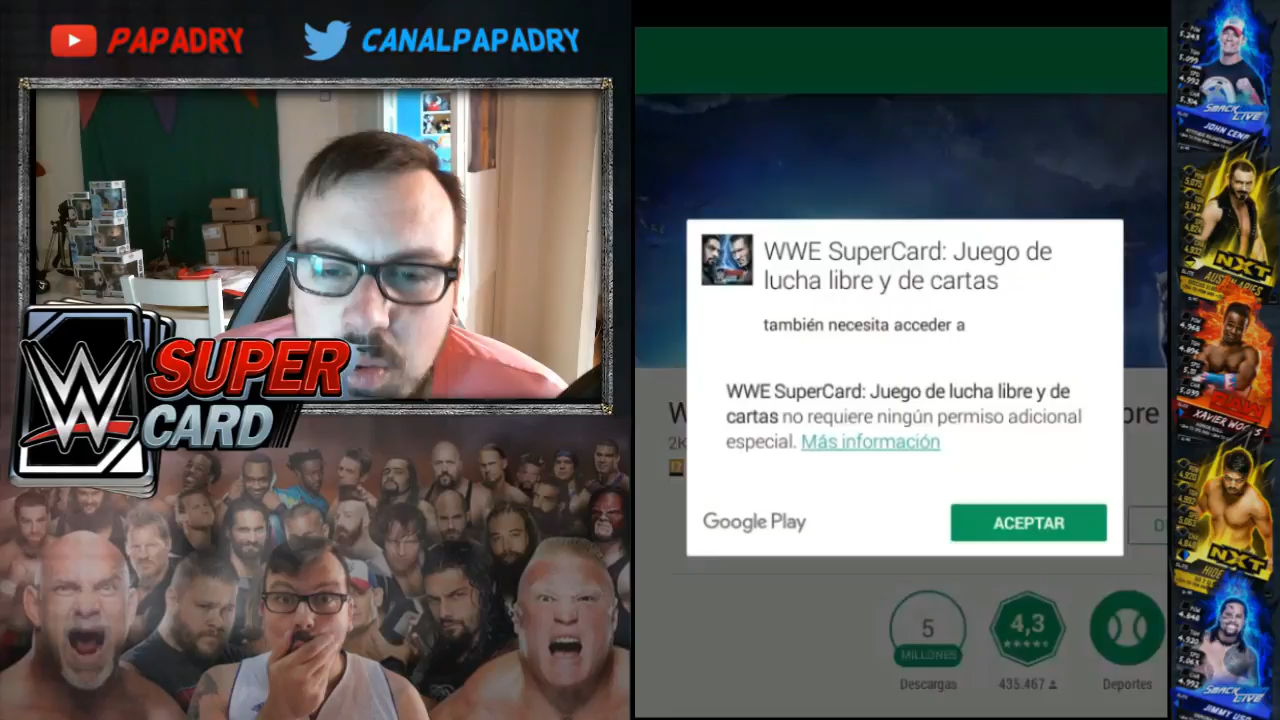 PAPADRY
CANALPAPADRY
SUPER
CARD
WWE SuperCard: Juego de
lucha libre y de cartas
también necesita acceder a
WWE SuperCard: Juego de lucha libre y de
cartas no requiere ningún permiso adicional
especial. Más información
Google Play
ACEPTAR
5
MILLONES
Descargas
4,3
435.467
Deportes
SMACK
LIVE
JOHN CENA
NXT
AUSTIN ARIES
RAW
XAVIER WOODS
NXT
SMACK
LIVE